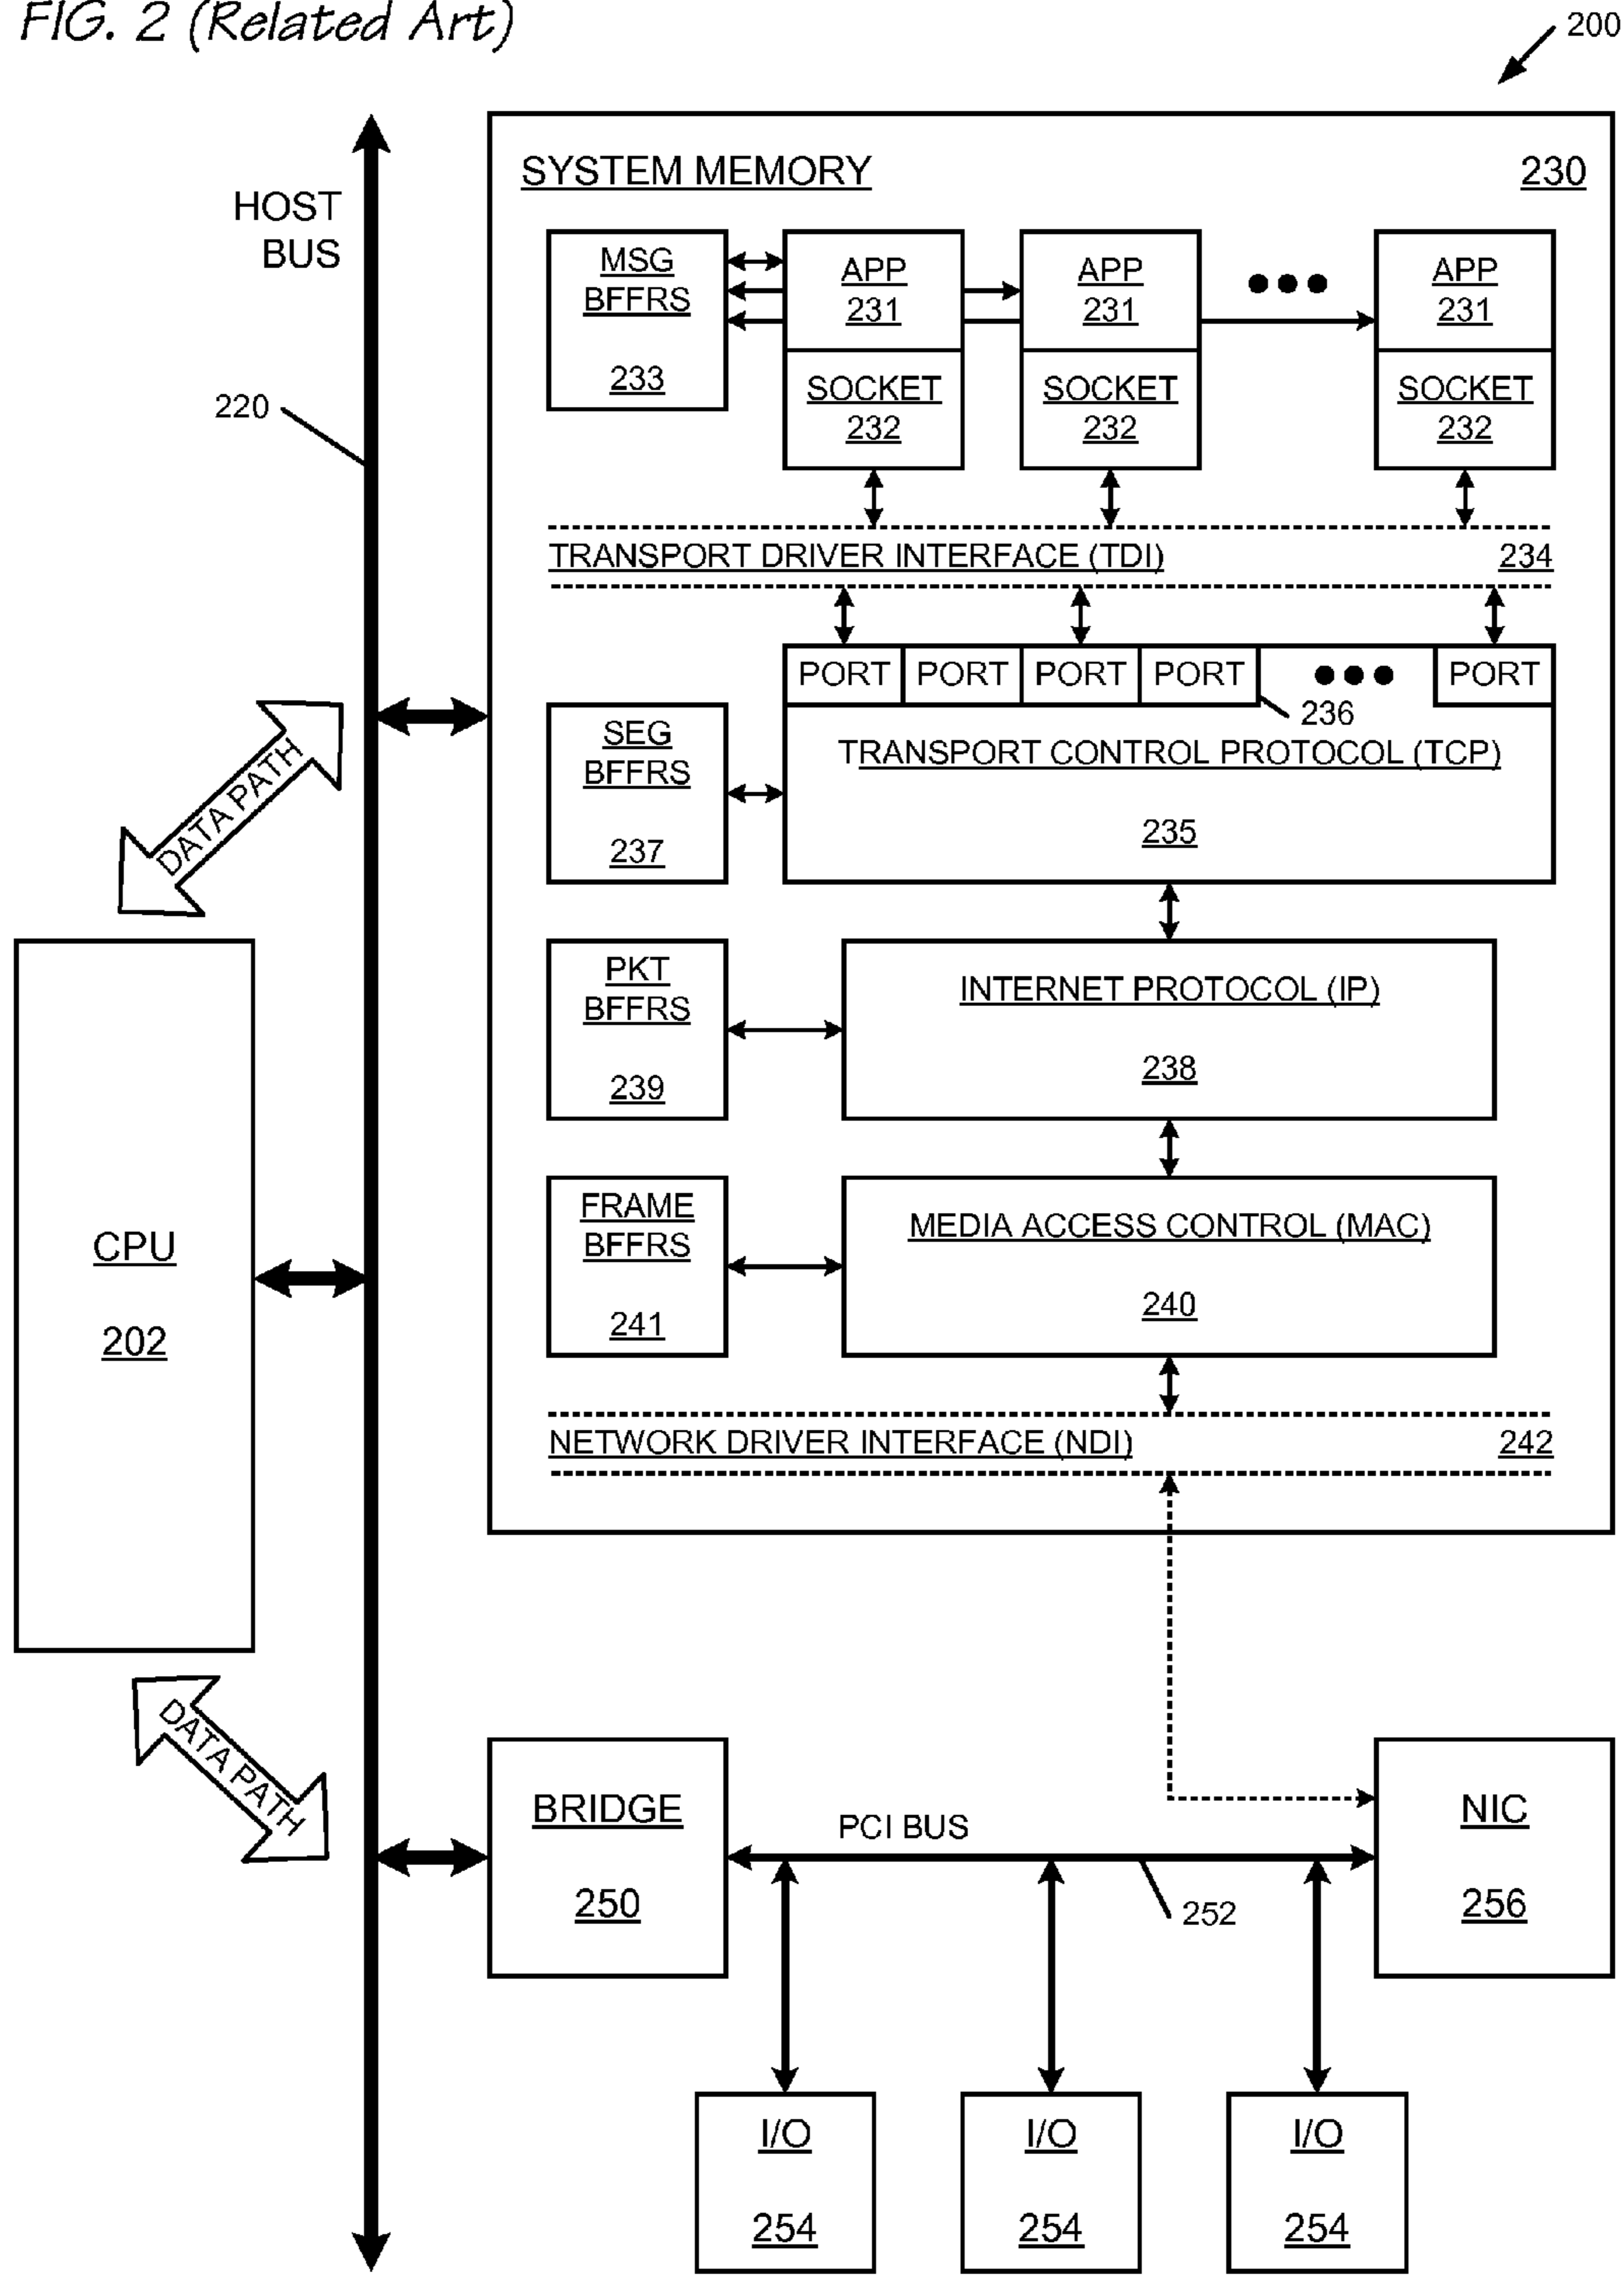 FIG. 2 (Related Art)
200
HOST
BUS
220
SYSTEM MEMORY 230
MSG
BFFRS
233
APP
231
SOCKET
232
APP
231
SOCKET
232
●●●
APP
231
SOCKET
232
TRANSPORT DRIVER INTERFACE (TDI) 234
PORT PORT PORT PORT ●●● PORT
236
SEG
BFFRS
237
TRANSPORT CONTROL PROTOCOL (TCP)
235
DATA PATH
PKT
BFFRS
239
INTERNET PROTOCOL (IP)
238
CPU
202
FRAME
BFFRS
241
MEDIA ACCESS CONTROL (MAC)
240
NETWORK DRIVER INTERFACE (NDI) 242
DATA PATH
BRIDGE
250
PCI BUS
252
NIC
256
I/O
254
I/O
254
I/O
254